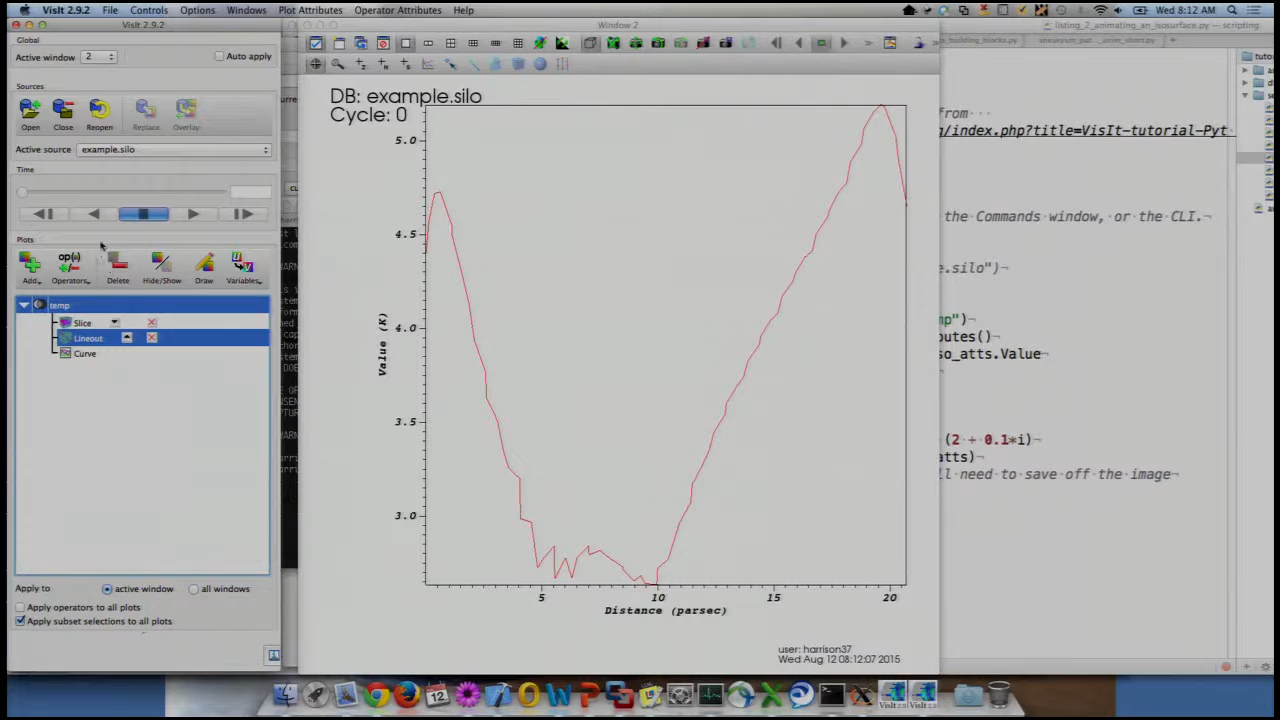 VisIt 2.9.2 File Controls Options Windows Plot Attributes Operator Attributes Help
Wed 8:12 AM
VisIt 2.9.2
Window 2
listing_2_animating_an_isosurface.py — scripting
Global
Active window 2
Auto apply
Sources
Open Close Reopen Replace Overlay
Active source example.silo
Time
Plots
Add Operators Delete Hide/Show Draw Variables
temp
Slice
Lineout
Curve
Apply to active window all windows
Apply operators to all plots
Apply subset selections to all plots
DB: example.silo
Cycle: 0
5.0
4.5
4.0
3.5
3.0
Value (K)
5 10 15 20
Distance (parsec)
user: harrison37
Wed Aug 12 08:12:07 2015
_building_blocks.py
from
g/index.php?title=VisIt-tutorial-Pyt
the Commands window, or the CLI.
e.silo")
mp")
butes()
so_atts.Value
(2 + 0.1*i)
atts)
ll need to save off the image